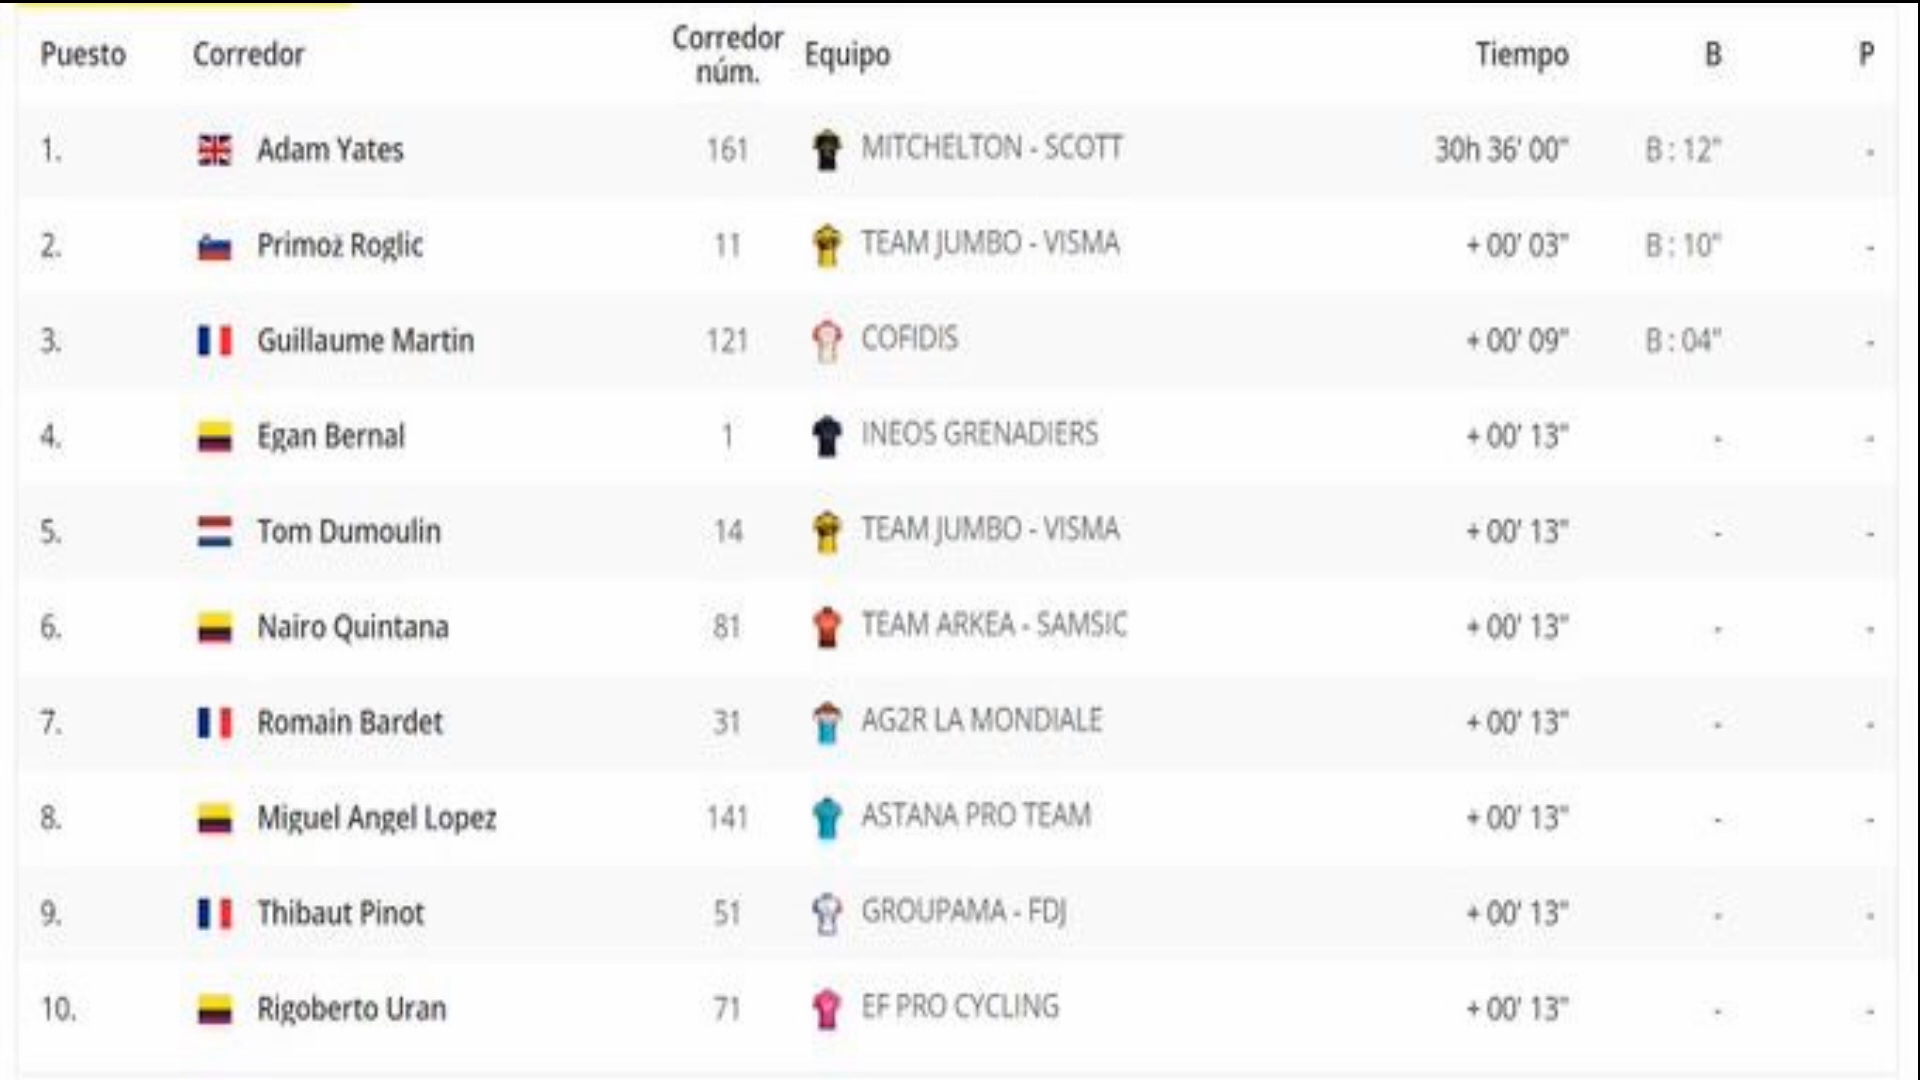 Puesto Corredor Corredor núm. Equipo Tiempo B P
1. Adam Yates 161 MITCHELTON - SCOTT 30h 36' 00" B : 12" -
2. Primož Roglic 11 TEAM JUMBO - VISMA + 00' 03" B : 10" -
3. Guillaume Martin 121 COFIDIS + 00' 09" B : 04" -
4. Egan Bernal 1 INEOS GRENADIERS + 00' 13" - -
5. Tom Dumoulin 14 TEAM JUMBO - VISMA + 00' 13" - -
6. Nairo Quintana 81 TEAM ARKEA - SAMSIC + 00' 13" - -
7. Romain Bardet 31 AG2R LA MONDIALE + 00' 13" - -
8. Miguel Angel Lopez 141 ASTANA PRO TEAM + 00' 13" - -
9. Thibaut Pinot 51 GROUPAMA - FDJ + 00' 13" - -
10. Rigoberto Uran 71 EF PRO CYCLING + 00' 13" - -